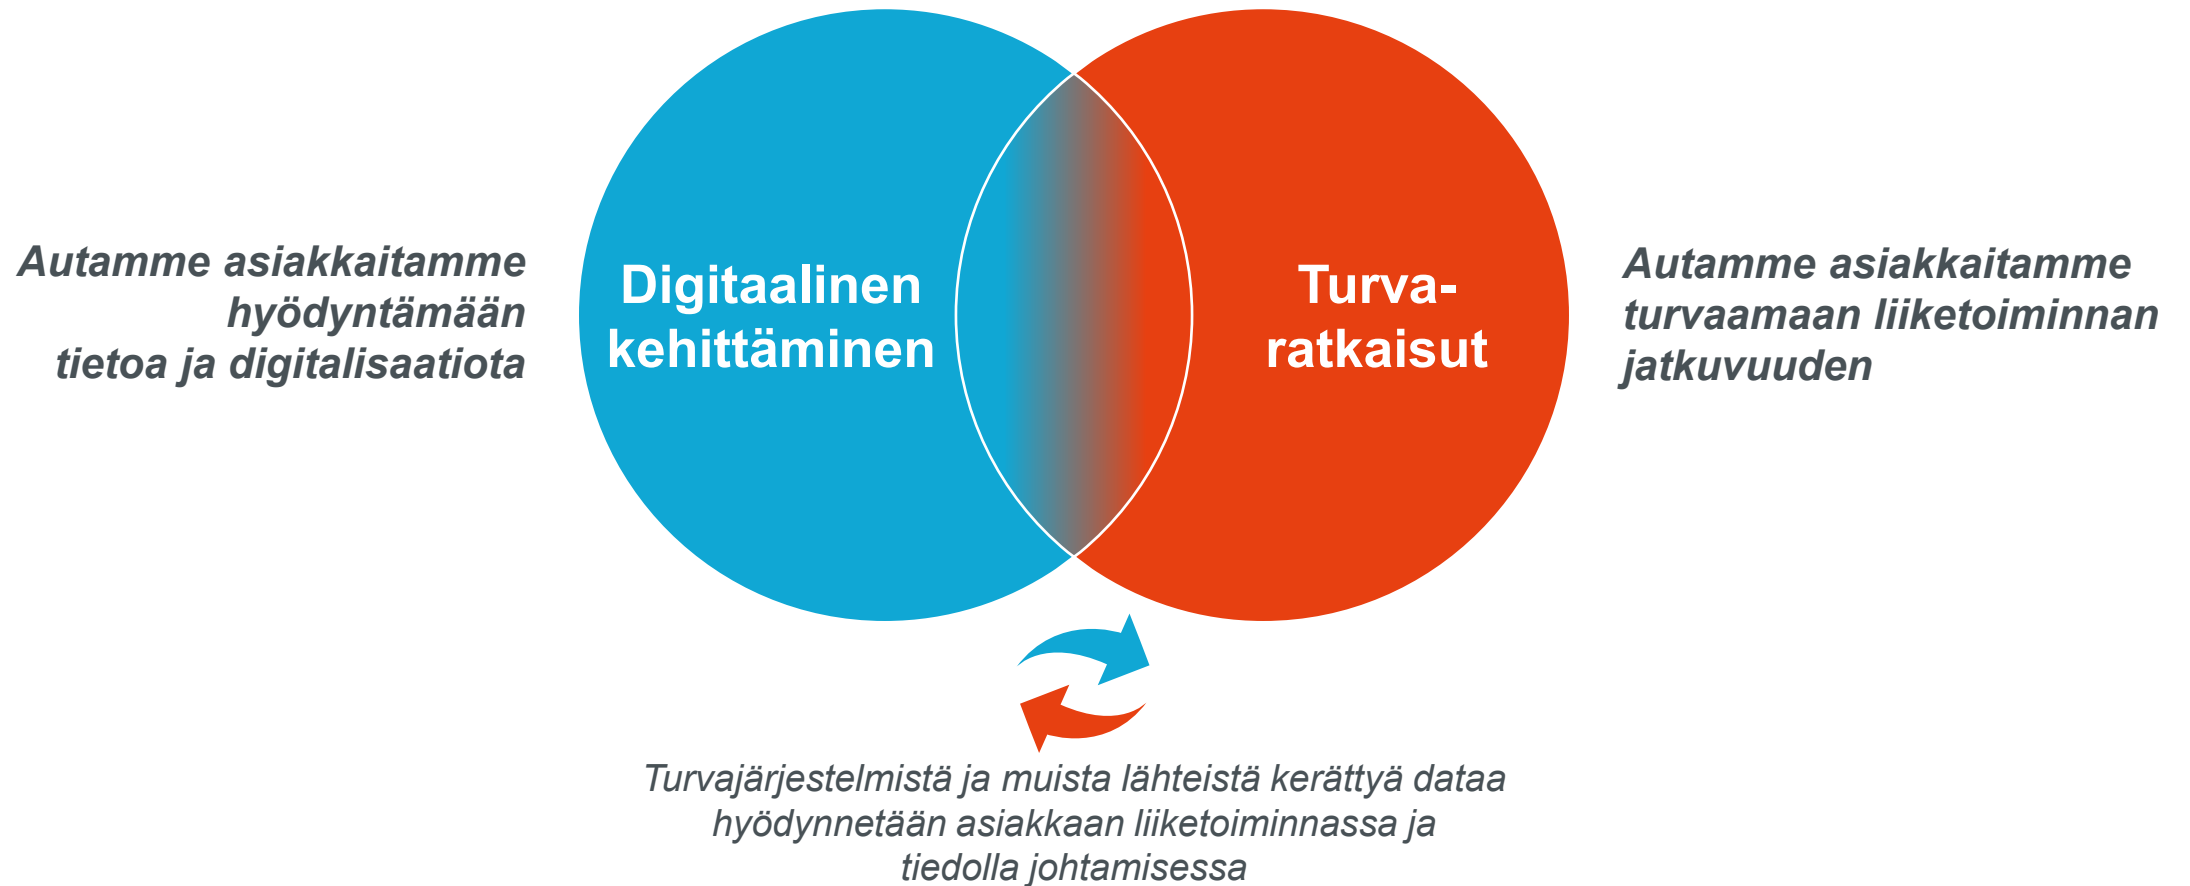 Autamme asiakkaitamme
hyödyntämään
tietoa ja digitalisaatiota
Digitaalinen
kehittäminen
Turva-
ratkaisut
Autamme asiakkaitamme
turvaamaan liiketoiminnan
jatkuvuuden
Turvajärjestelmistä ja muista lähteistä kerättyä dataa
hyödynnetään asiakkaan liiketoiminnassa ja
tiedolla johtamisessa